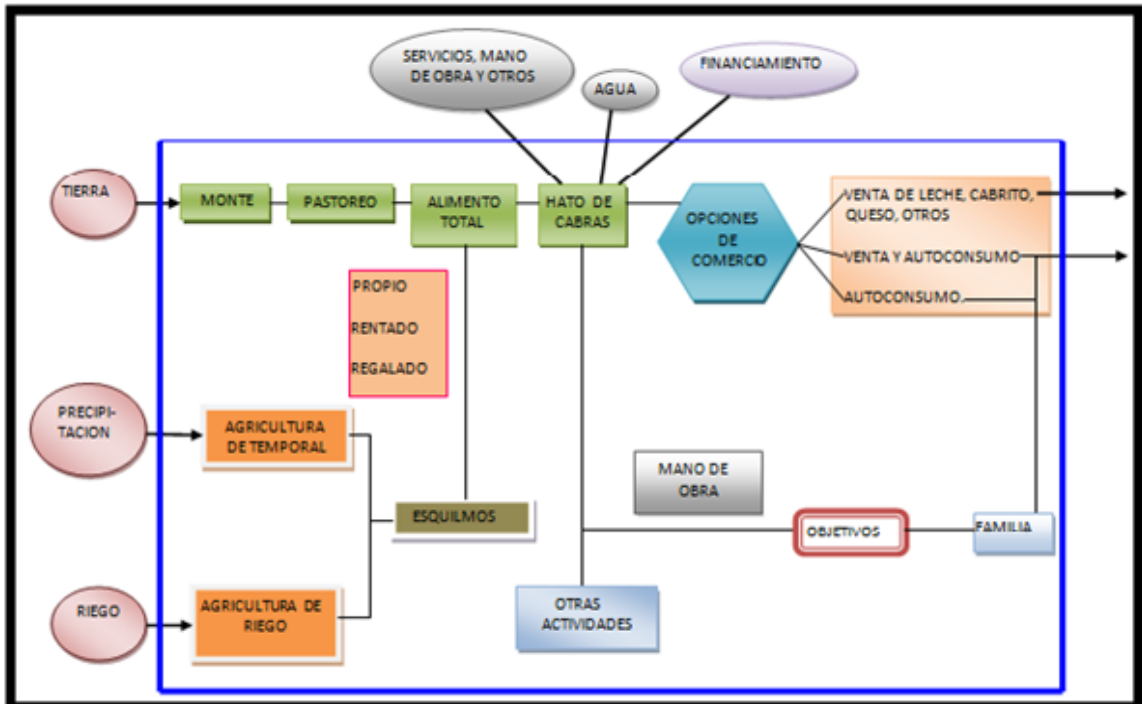 SERVICIOS, MANO
DE OBRA Y OTROS
AGUA
FINANCIAMIENTO
TIERRA
MONTE
PASTOREO
ALIMENTO
TOTAL
HATO DE
CABRAS
OPCIONES
DE
COMERCIO
VENTA DE LECHE, CABRITO,
QUESO, OTROS
VENTA Y AUTOCONSUMO
AUTOCONSUMO.
PROPIO
RENTADO
REGALADO
PRECIPI-
TACION
AGRICULTURA
DE TEMPORAL
ESQUILMOS
MANO DE
OBRA
OBJETIVOS
FAMILIA
RIEGO
AGRICULTURA DE
RIEGO
OTRAS
ACTIVIDADES